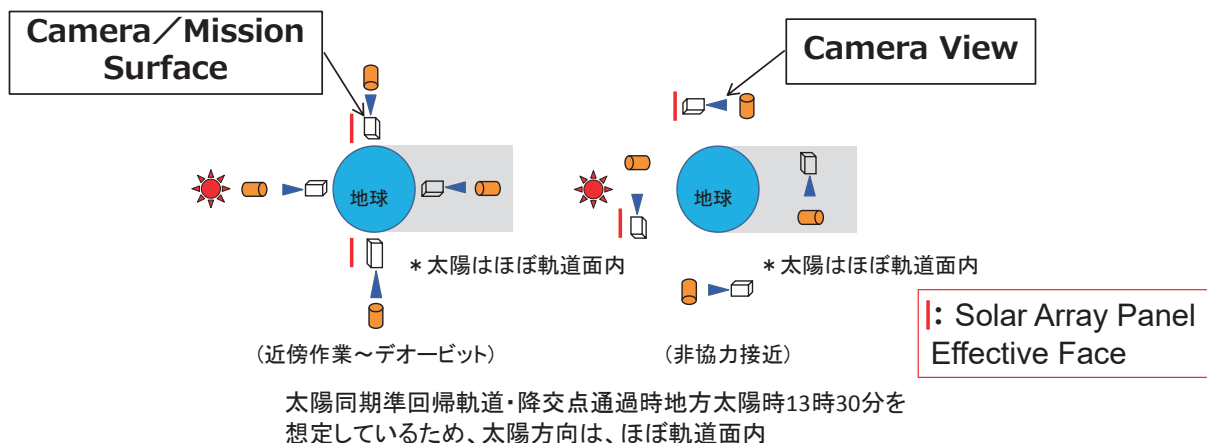 Camera／Mission
Surface
Camera View
地球
地球
＊太陽はほぼ軌道面内
＊太陽はほぼ軌道面内
|: Solar Array Panel
Effective Face
(近傍作業～デオービット)
(非協力接近)
太陽同期準回帰軌道・降交点通過時地方太陽時13時30分を
想定しているため、太陽方向は、ほぼ軌道面内